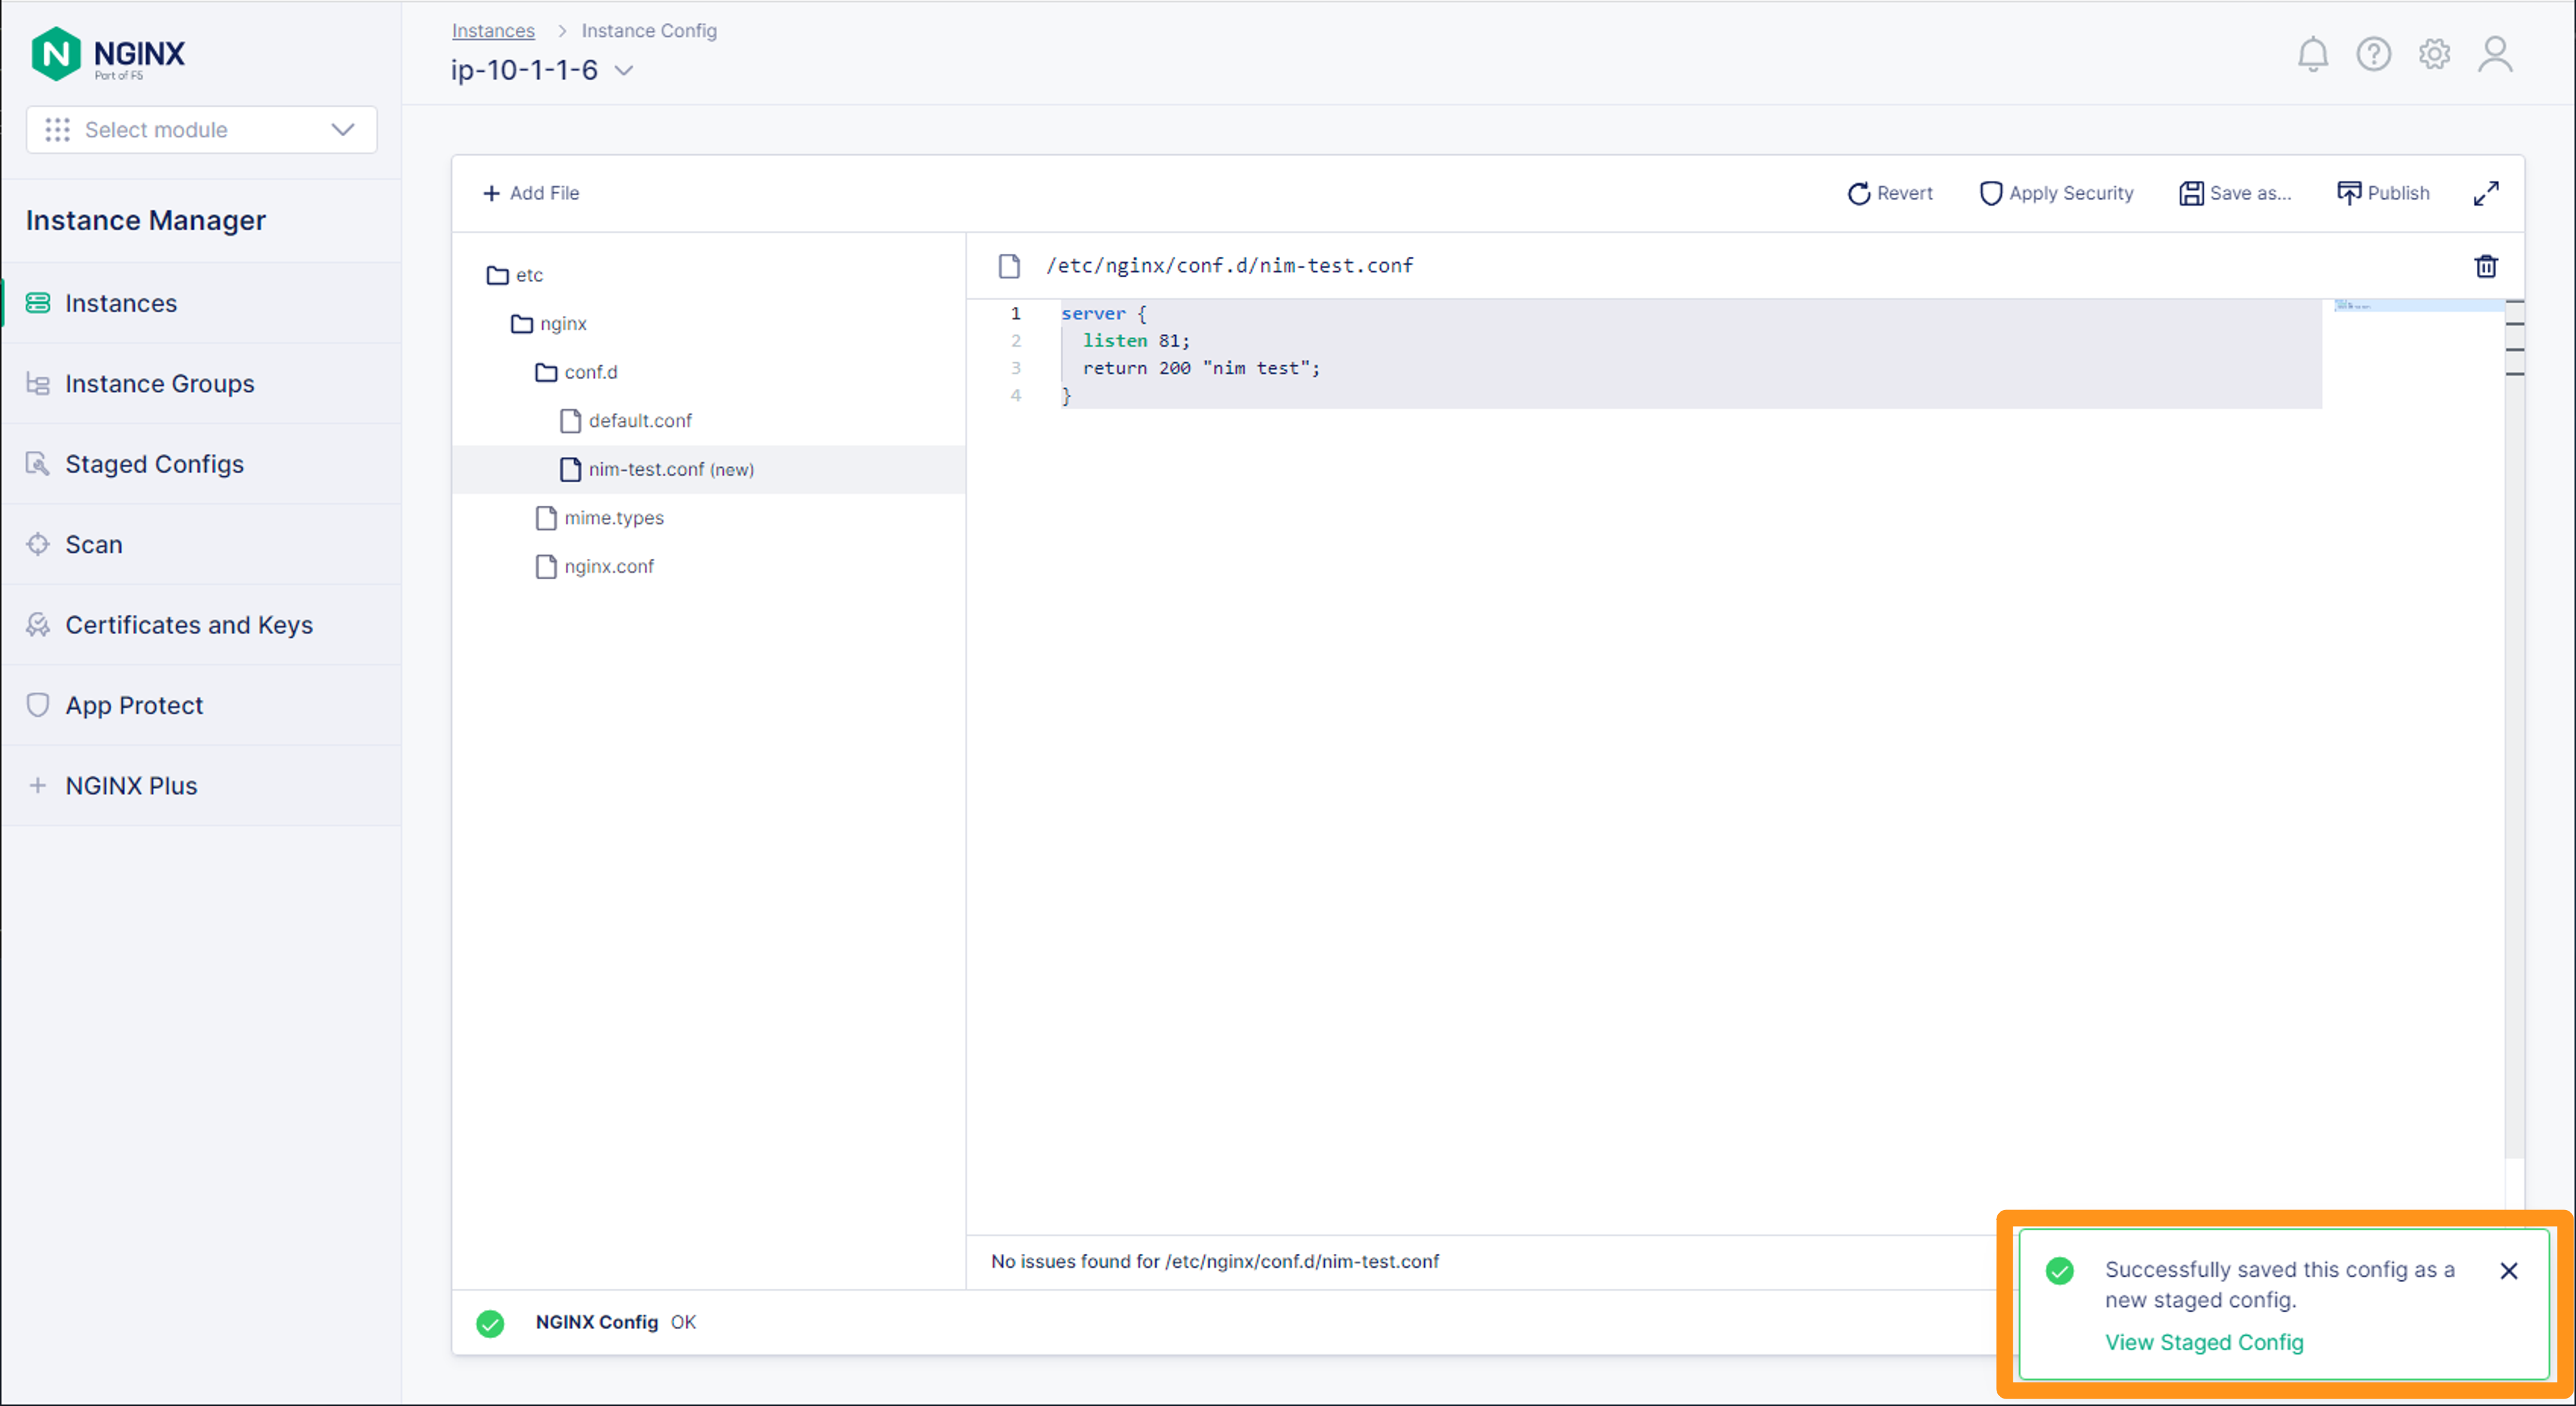 NGINX
Part of F5
Select module
Instance Manager
Instances
Instance Groups
Staged Configs
Scan
Certificates and Keys
App Protect
NGINX Plus
Instances > Instance Config
ip-10-1-1-6
Add File
Revert
Apply Security
Save as...
Publish
etc
nginx
conf.d
default.conf
nim-test.conf (new)
mime.types
nginx.conf
/etc/nginx/conf.d/nim-test.conf
1 server {
2 listen 81;
3 return 200 "nim test";
4 }
No issues found for /etc/nginx/conf.d/nim-test.conf
NGINX Config OK
Successfully saved this config as a
new staged config.
View Staged Config